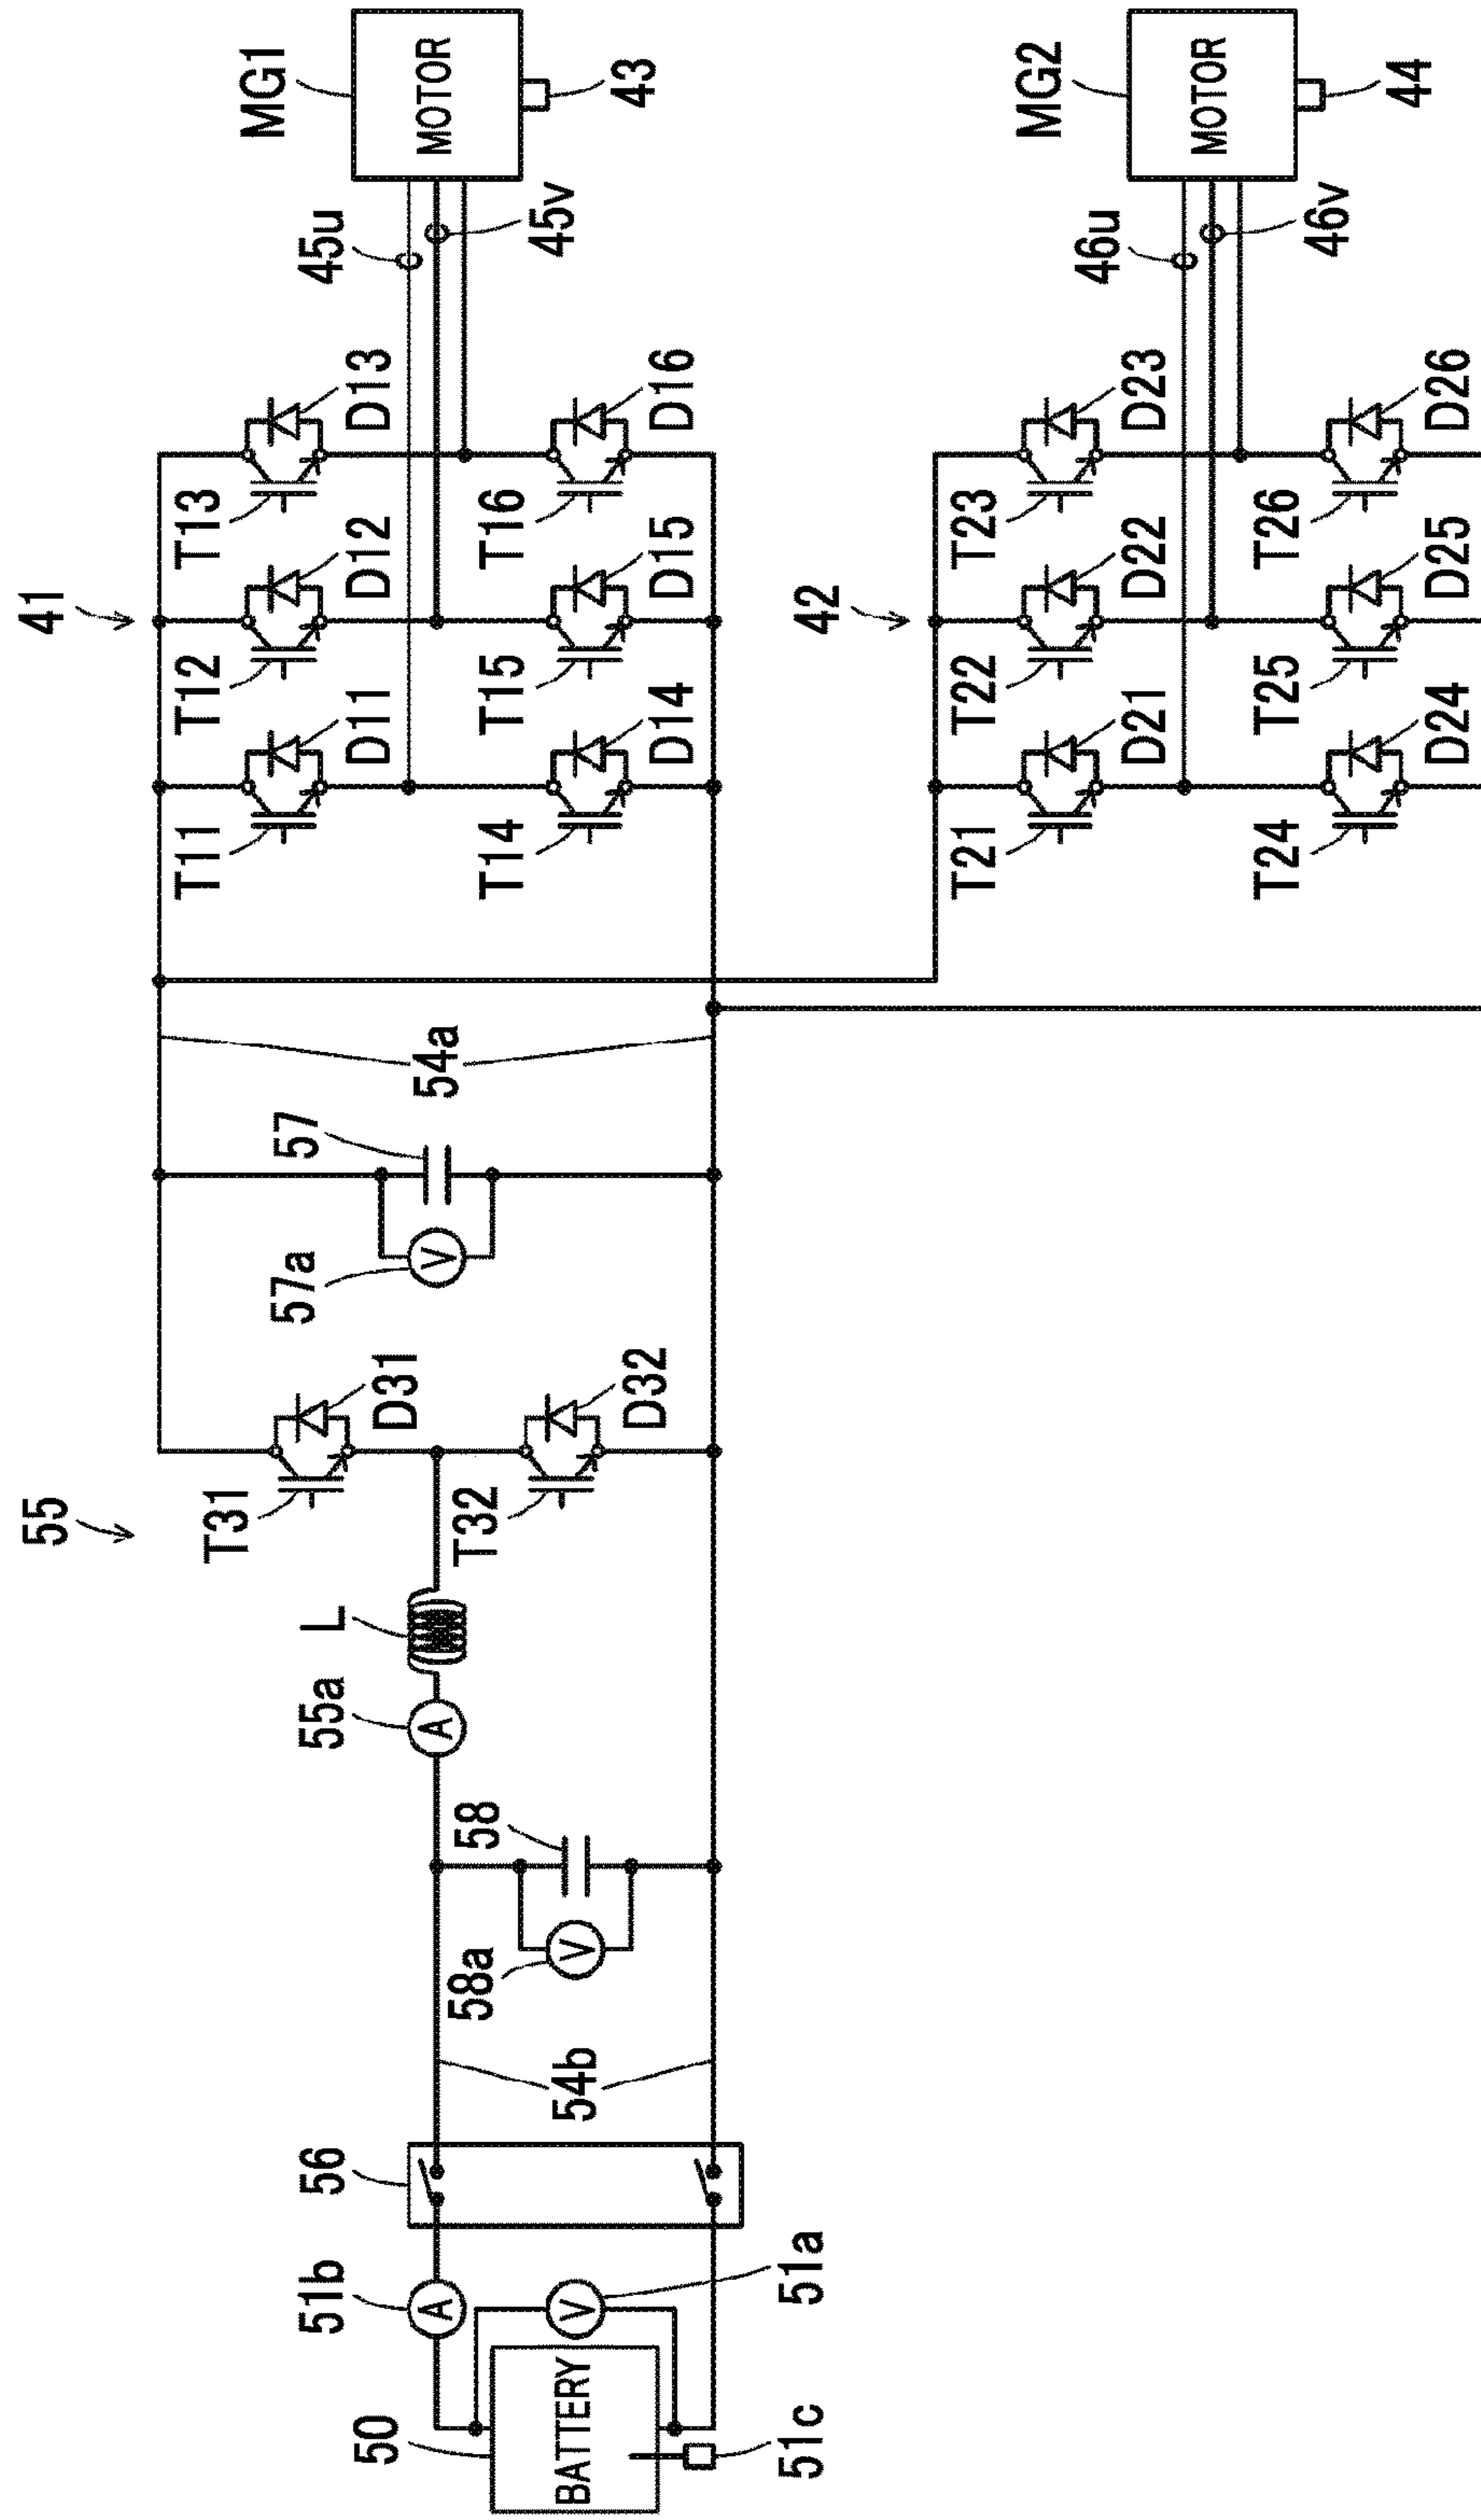 MG1
MOTOR
43
45u
45v
MG2
MOTOR
44
46u
46v
41
T13
D13
T16
D16
T12
D12
T15
D15
T11
D11
T14
D14
42
T23
D23
T26
D26
T22
D22
T25
D25
T21
D21
T24
D24
54a
57
57a
V
55
T31
D31
T32
D32
L
55a
A
58
58a
V
54b
56
51b
A
V
51a
50
BATTERY
51c